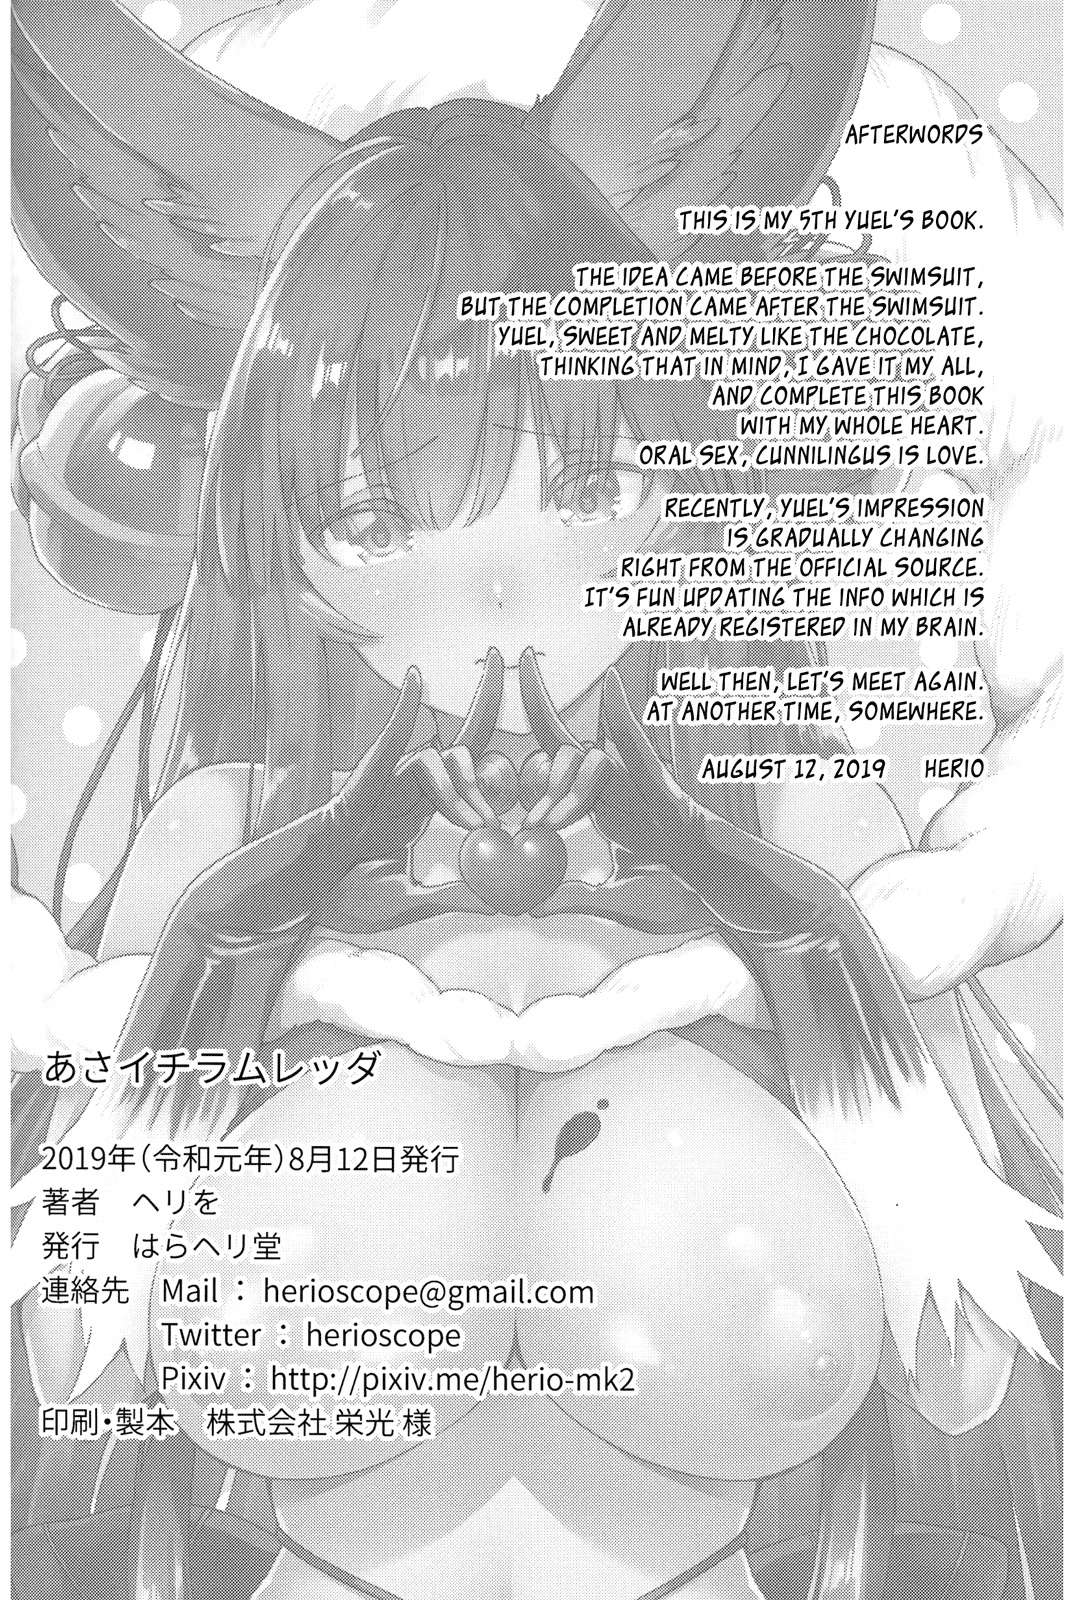 AFTERWORDS
THIS IS MY 5TH YUEL'S BOOK.
THE IDEA CAME BEFORE THE SWIMSUIT,
BUT THE COMPLETION CAME AFTER THE SWIMSUIT.
YUEL, SWEET AND MELTY LIKE THE CHOCOLATE,
THINKING THAT IN MIND, I GAVE IT MY ALL,
AND COMPLETE THIS BOOK
WITH MY WHOLE HEART.
ORAL SEX, CUNNILINGUS IS LOVE.
RECENTLY, YUEL'S IMPRESSION
IS GRADUALLY CHANGING
RIGHT FROM THE OFFICIAL SOURCE.
IT'S FUN UPDATING THE INFO WHICH IS
ALREADY REGISTERED IN MY BRAIN.
WELL THEN, LET'S MEET AGAIN.
AT ANOTHER TIME, SOMEWHERE.
AUGUST 12, 2019 HERIO
あさイチラムレッダ
2019年(令和元年)8月12日発行
著者 ヘリを
発行 はらヘリ堂
連絡先 Mail : herioscope@gmail.com
Twitter : herioscope
Pixiv : http://pixiv.me/herio-mk2
印刷・製本 株式会社 栄光 様